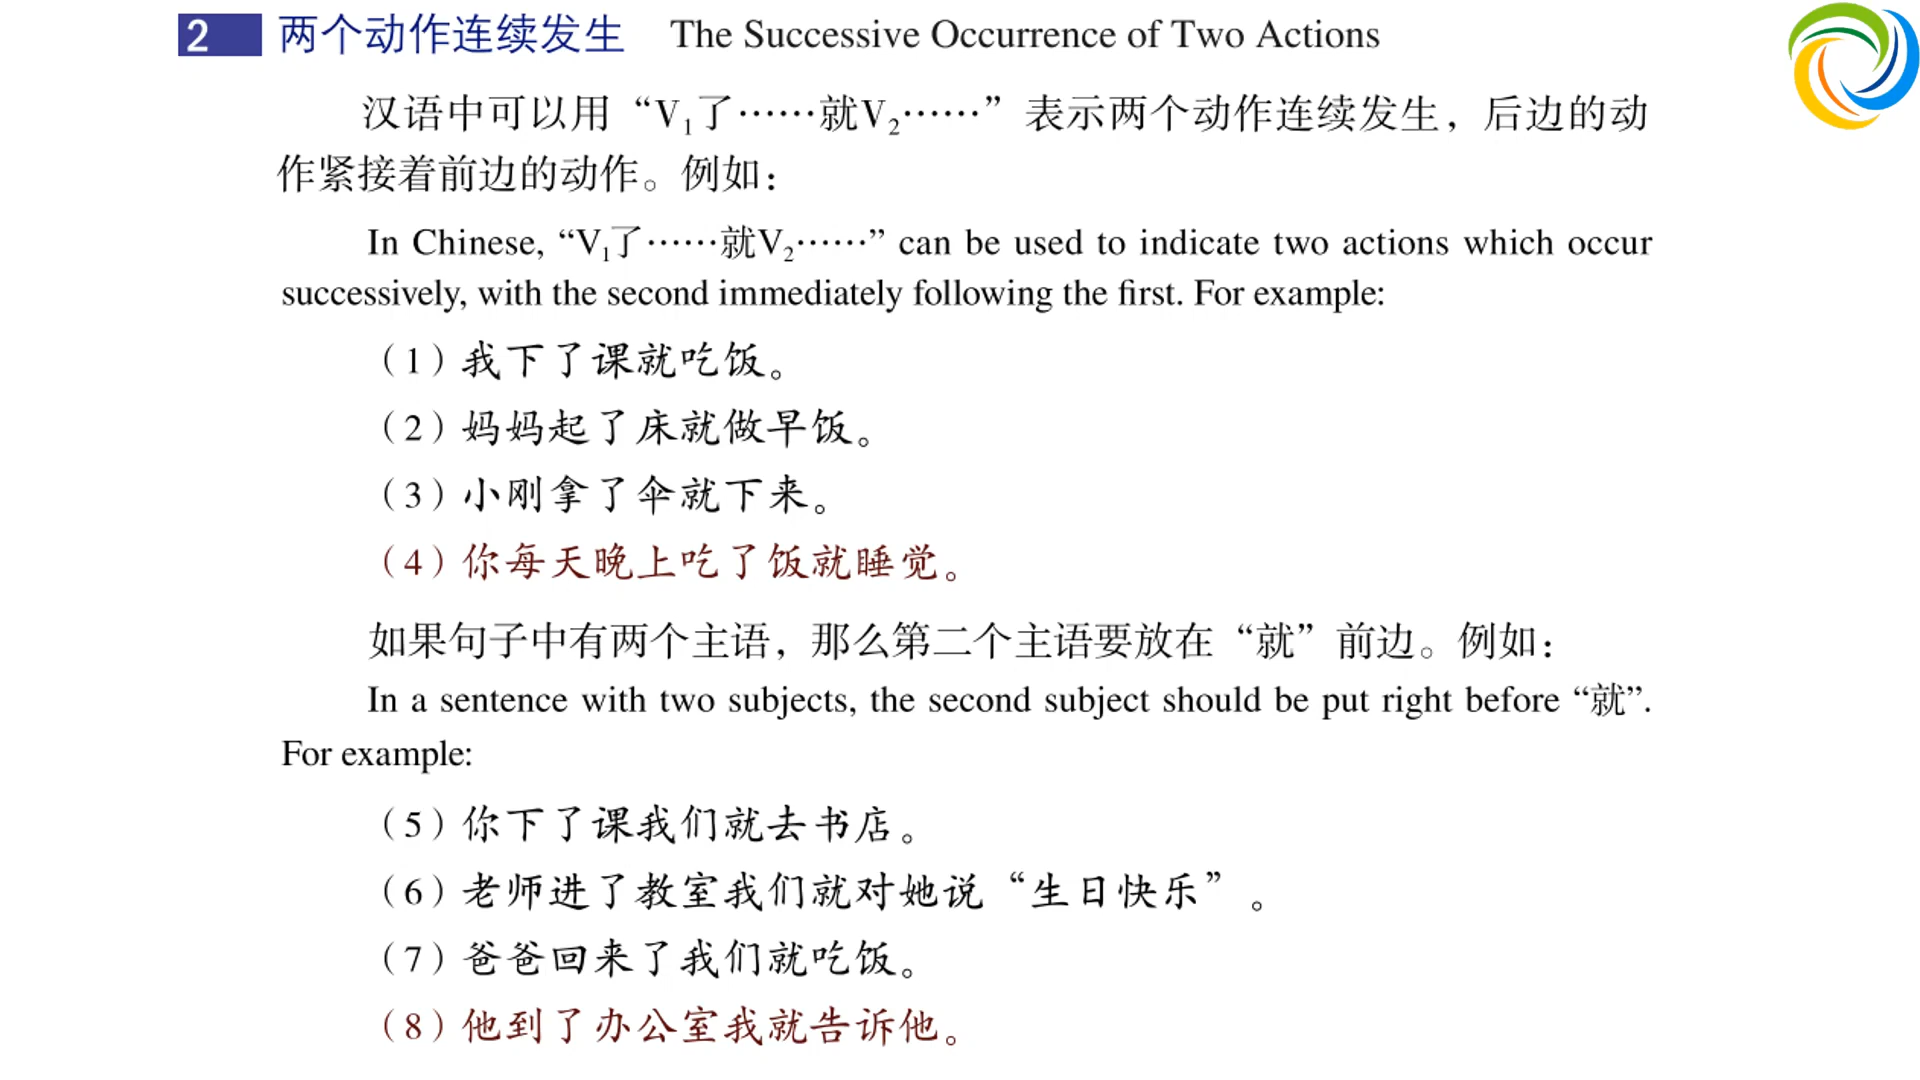 2 两个动作连续发生 The Successive Occurrence of Two Actions
汉语中可以用“V₁了……就V₂……”表示两个动作连续发生，后边的动
作紧接着前边的动作。例如：
In Chinese, “V₁了……就V₂……” can be used to indicate two actions which occur
successively, with the second immediately following the first. For example:
（1）我下了课就吃饭。
（2）妈妈起了床就做早饭。
（3）小刚拿了伞就下来。
（4）你每天晚上吃了饭就睡觉。
如果句子中有两个主语，那么第二个主语要放在“就”前边。例如：
In a sentence with two subjects, the second subject should be put right before “就”.
For example:
（5）你下了课我们就去书店。
（6）老师进了教室我们就对她说“生日快乐”。
（7）爸爸回来了我们就吃饭。
（8）他到了办公室我就告诉他。